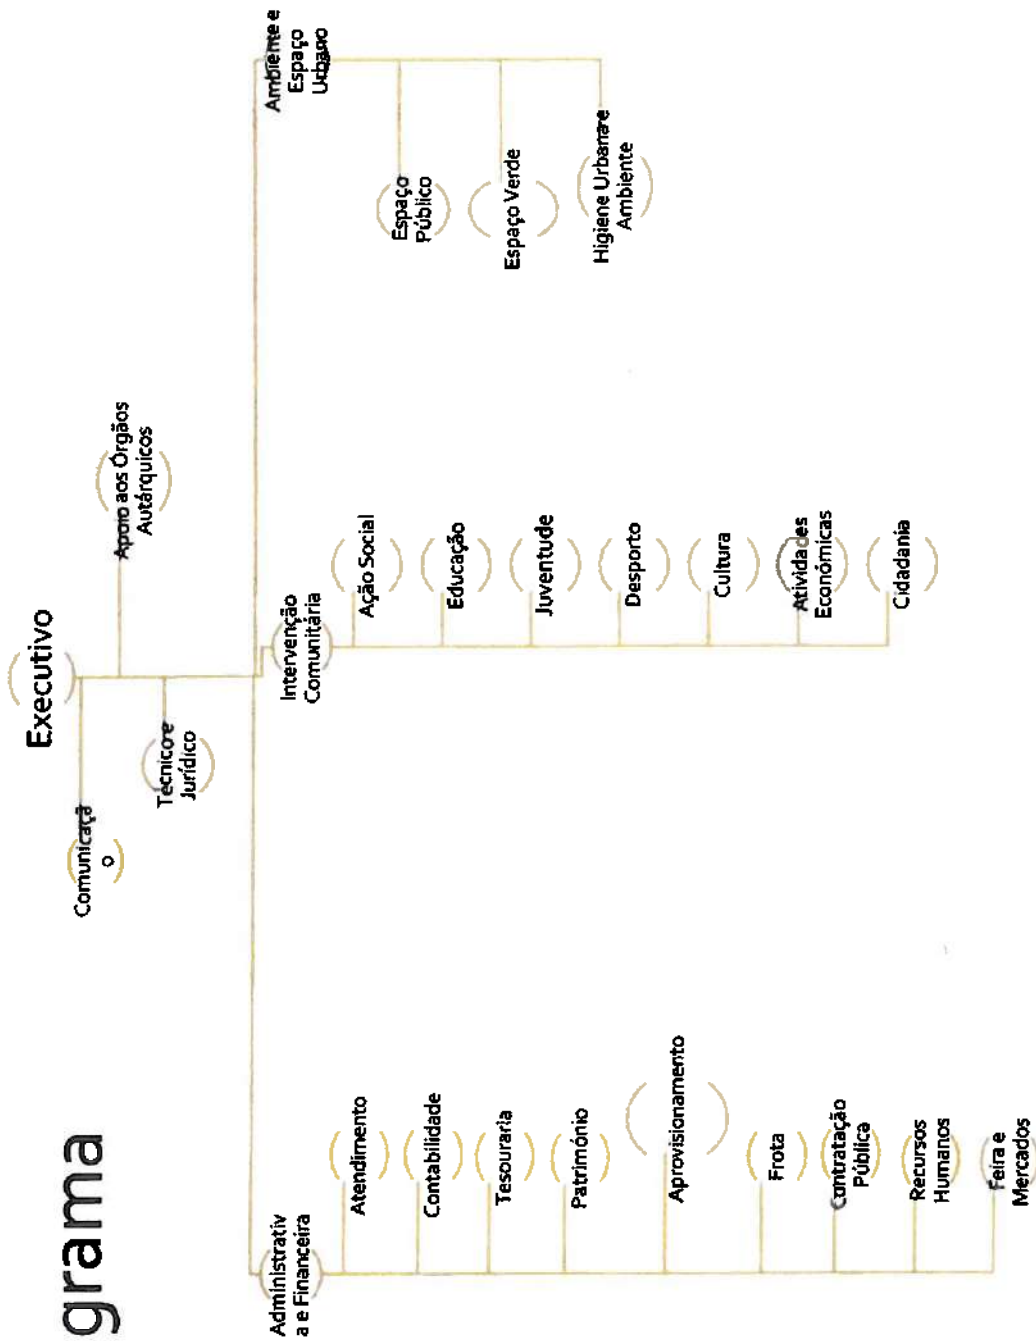 grama
Executivo
Comunicaçã
o
Apoio aos Órgãos
Autárquicos
Técnico e
Jurídico
Administrativ
a e Financeira
Atendimento
Contabilidade
Tesouraria
Património
Aprovisionamento
Frota
Contratação
Pública
Recursos
Humanos
Feira e
Mercados
Intervenção
Comunitária
Ação Social
Educação
Juventude
Desporto
Cultura
Atividades
Económicas
Cidadania
Ambiente e
Espaço
Urbano
Espaço
Público
Espaço Verde
Higiene Urbana e
Ambiente